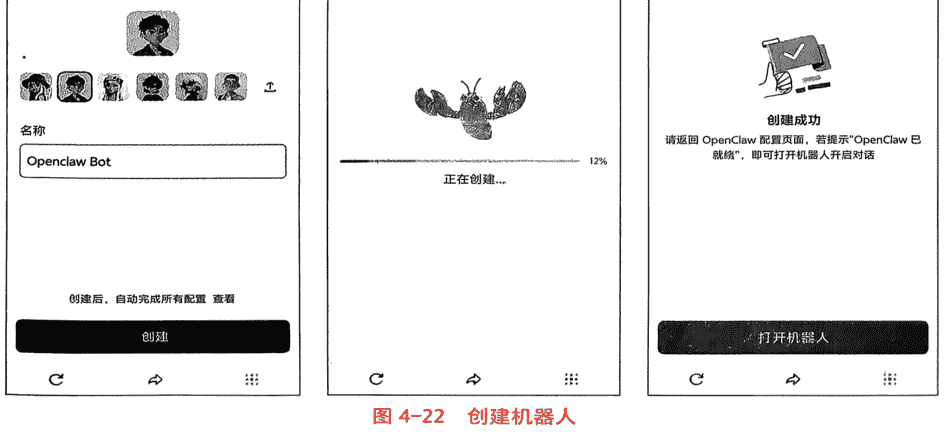 名称
Openclaw Bot
创建后，自动完成所有配置 查看
创建
12%
正在创建...
创建成功
请返回 OpenClaw 配置页面，若提示“OpenClaw 已
就绪”，即可打开机器人开启对话
打开机器人
图 4-22 创建机器人